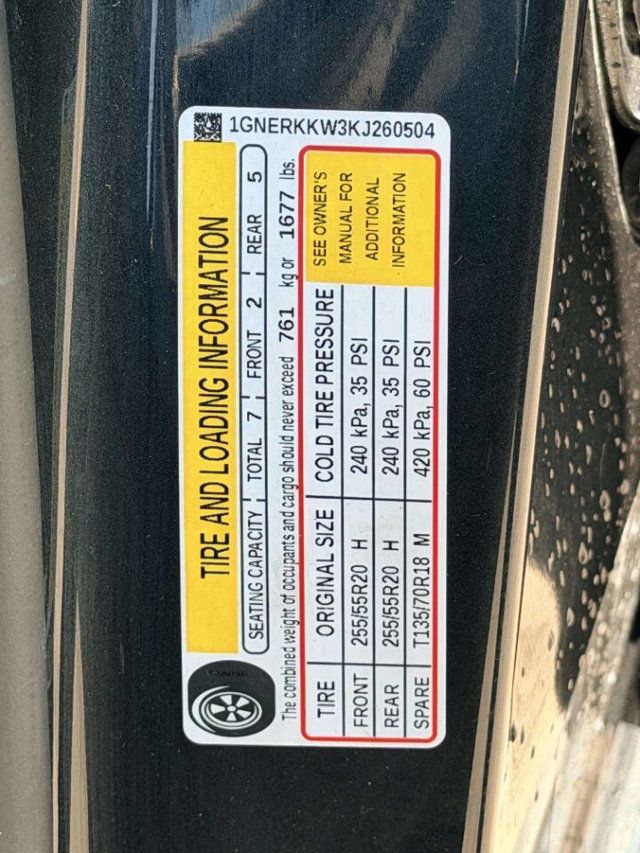 1GNERKKW3KJ260504
TIRE AND LOADING INFORMATION
SEATING CAPACITY TOTAL 7 FRONT 2 REAR 5
The combined weight of occupants and cargo should never exceed 761 kg or 1677 lbs.
TIRE ORIGINAL SIZE COLD TIRE PRESSURE
FRONT 255/55R20 H 240 kPa, 35 PSI
REAR 255/55R20 H 240 kPa, 35 PSI
SPARE T135/70R18 M 420 kPa, 60 PSI
SEE OWNER'S
MANUAL FOR
ADDITIONAL
INFORMATION